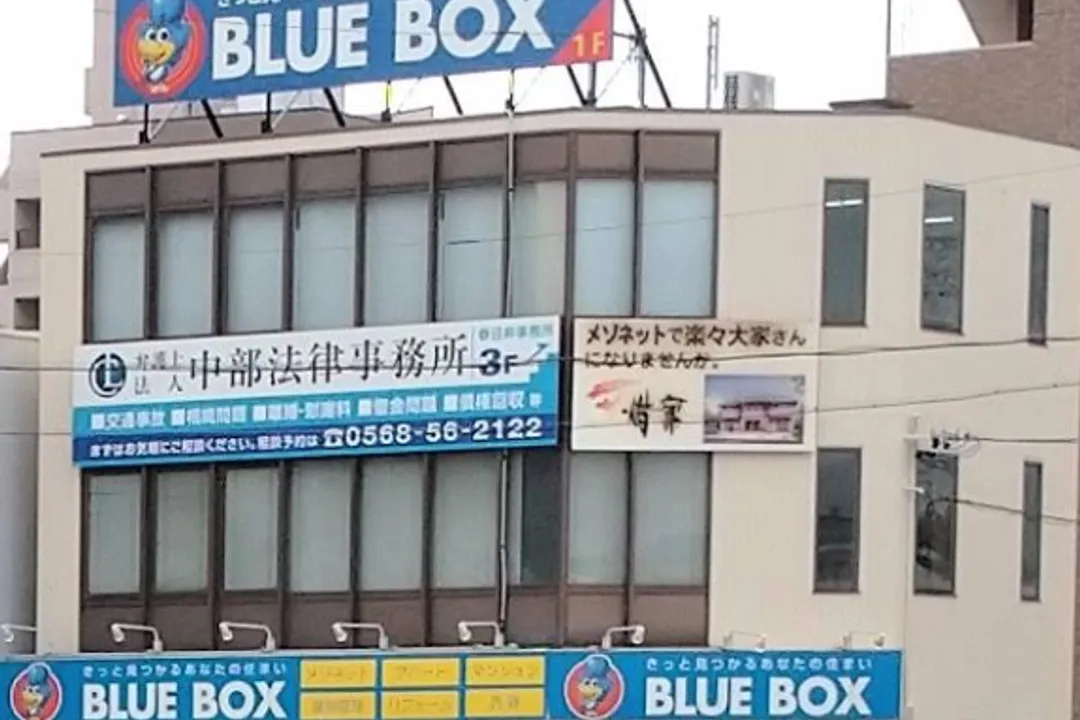 BLUE BOX
1F
弁護士
法人
中部法律事務所
春日井事務所
3F
■交通事故 ■相続問題 ■離婚・慰謝料 ■借金問題 ■債権回収 等
まずはお気軽にご相談ください。相談予約は ☎0568-56-2122
メゾネットで楽々大家さん
になりませんか。
きっと見つかるあなたの住まい
BLUE BOX
メゾネット
アパート
マンション
リフォーム
きっと見つかるあなたの住まい
BLUE BOX